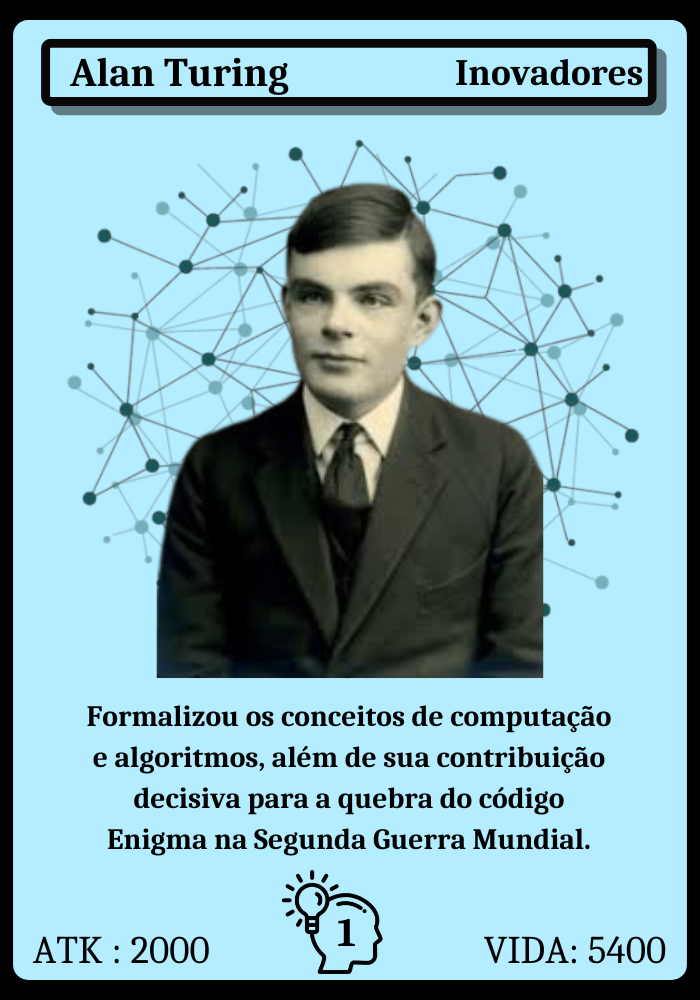 Alan Turing Inovadores
Formalizou os conceitos de computação
e algoritmos, além de sua contribuição
decisiva para a quebra do código
Enigma na Segunda Guerra Mundial.
1
ATK : 2000 VIDA: 5400